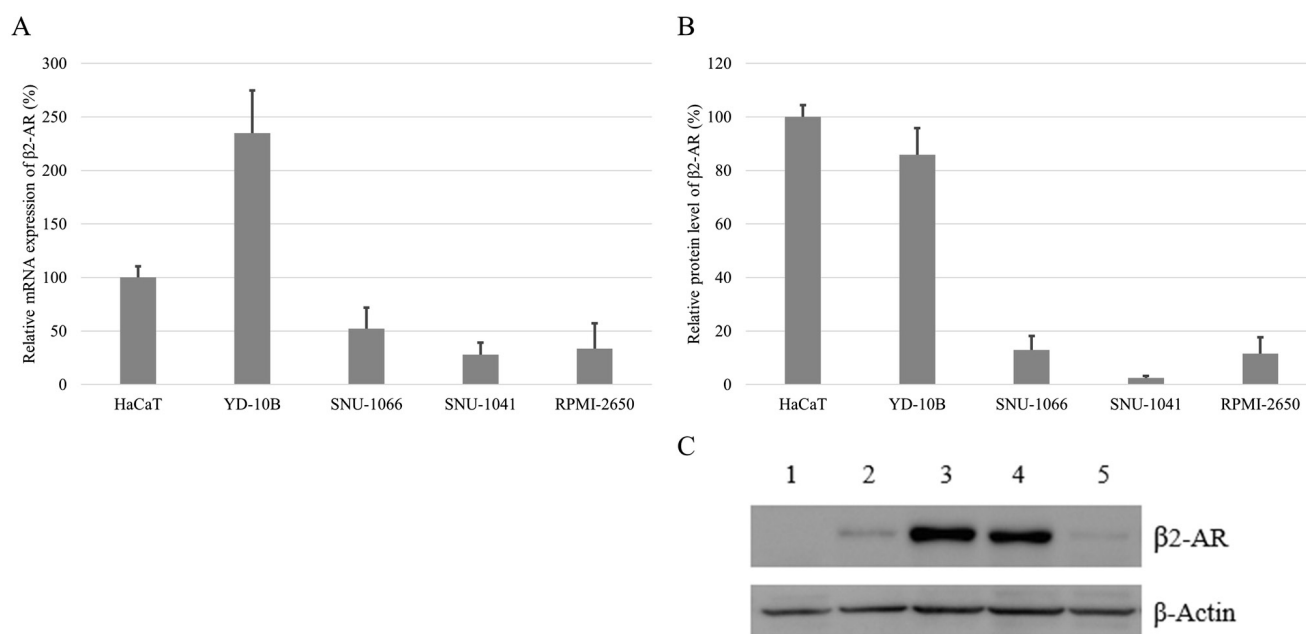 A
Relative mRNA expression of β2-AR (%)
300
250
200
150
100
50
0
HaCaT YD-10B SNU-1066 SNU-1041 RPMI-2650
B
Relative protein level of β2-AR (%)
120
100
80
60
40
20
0
HaCaT YD-10B SNU-1066 SNU-1041 RPMI-2650
C
1 2 3 4 5
β2-AR
β-Actin